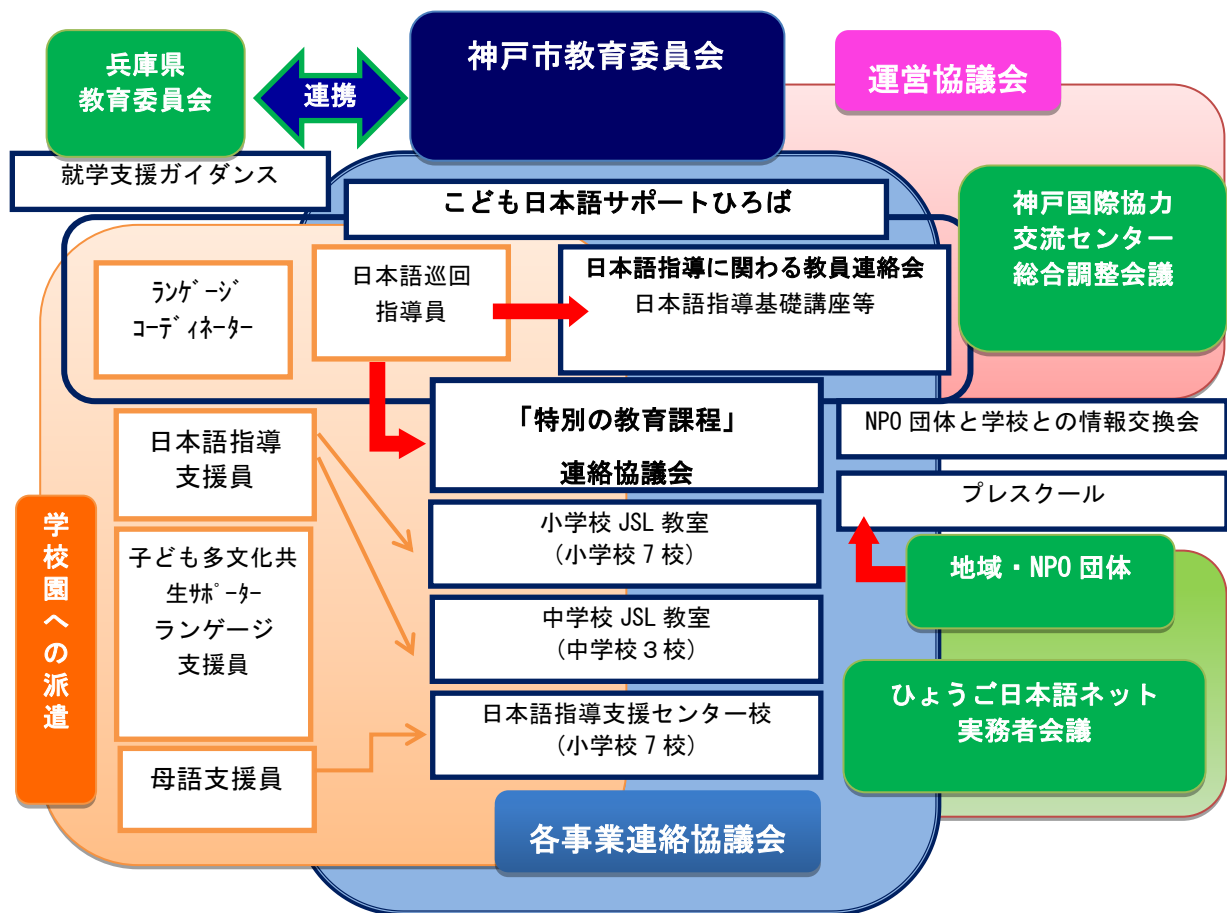 兵庫県
教育委員会
連携
神戸市教育委員会
運営協議会
就学支援ガイダンス
こども日本語サポートひろば
神戸国際協力
交流センター
総合調整会議
ﾗﾝｹﾞｰｼﾞ
ｺｰﾃﾞｨﾈｰﾀｰ
日本語巡回
指導員
日本語指導に関わる教員連絡会
日本語指導基礎講座等
「特別の教育課程」
連絡協議会
NPO 団体と学校との情報交換会
プレスクール
日本語指導
支援員
小学校 JSL 教室
(小学校７校)
地域・NPO 団体
学校園への派遣
子ども多文化共
生ｻﾎﾟｰﾀｰ
ランゲージ
支援員
中学校 JSL 教室
(中学校３校)
ひょうご日本語ネット
実務者会議
日本語指導支援センター校
(小学校７校)
母語支援員
各事業連絡協議会